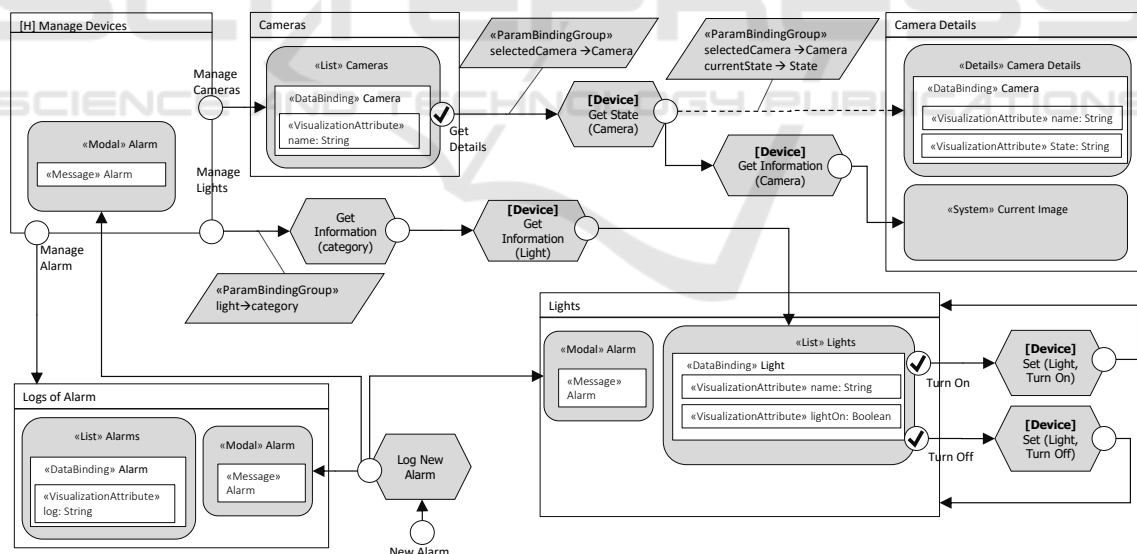 [H] Manage Devices
Cameras
Camera Details
«ParamBindingGroup»
selectedCamera →Camera
«ParamBindingGroup»
selectedCamera →Camera
currentState → State
Manage
Cameras
«List» Cameras
«DataBinding» Camera
«VisualizationAttribute»
name: String
Get
Details
[Device]
Get State
(Camera)
«Details» Camera Details
«DataBinding» Camera
«VisualizationAttribute» name: String
«VisualizationAttribute» State: String
SCIENCE AND TECHNOLOGY PUBLICATIONS
«Modal» Alarm
«Message» Alarm
Manage
Lights
[Device]
Get Information
(Camera)
«System» Current Image
Manage
Alarm
Get
Information
(category)
[Device]
Get
Information
(Light)
«ParamBindingGroup»
light→category
Lights
«Modal» Alarm
«Message»
Alarm
«List» Lights
«DataBinding» Light
«VisualizationAttribute» name: String
«VisualizationAttribute» lightOn: Boolean
Turn On
Turn Off
[Device]
Set (Light,
Turn On)
[Device]
Set (Light,
Turn Off)
Logs of Alarm
«List» Alarms
«DataBinding» Alarm
«VisualizationAttribute»
log: String
«Modal» Alarm
«Message»
Alarm
Log New
Alarm
New Alarm